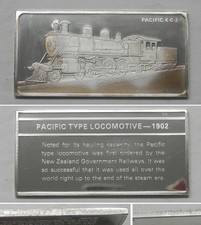 PACIFIC 4-6-2
PACIFIC TYPE LOCOMOTIVE—1902
Noted for its hauling capacity, the Pacific
type locomotive was first ordered by the
New Zealand Government Railways. It was
so successful that it was used all over the
world right up to the end of the steam era.